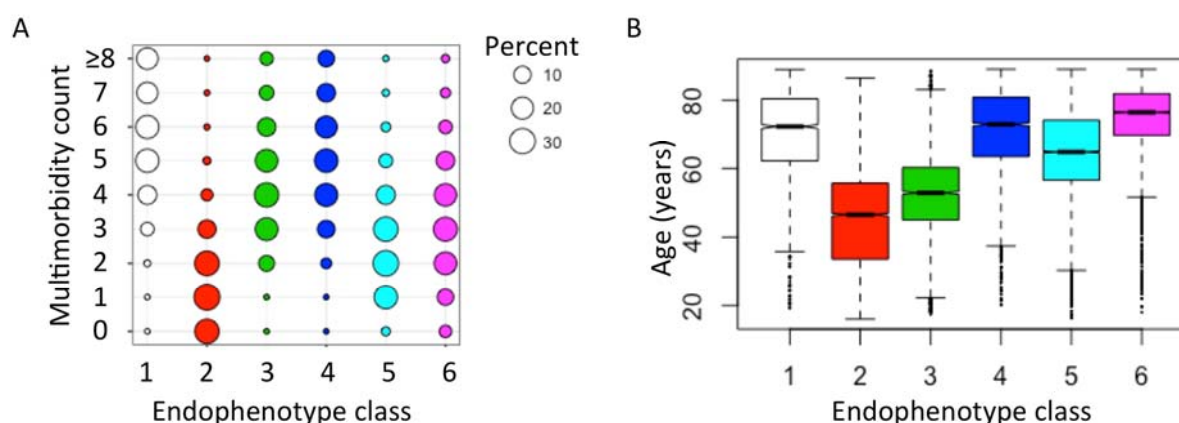 A
Multimorbidity count
≥8
7
6
5
4
3
2
1
0
1 2 3 4 5 6
Endophenotype class
Percent
10
20
30
B
Age (years)
80
60
40
20
1 2 3 4 5 6
Endophenotype class